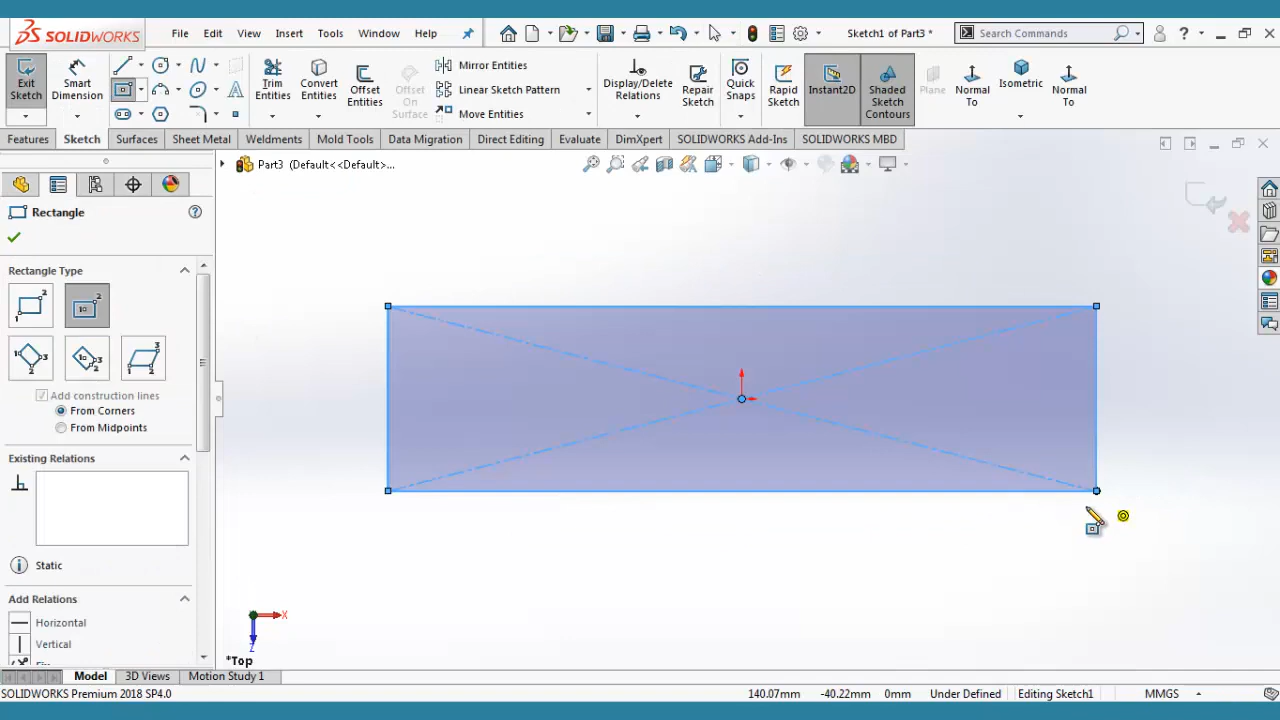 SOLIDWORKS File Edit View Insert Tools Window Help Sketch1 of Part3 * Search Commands ?
Exit Sketch
Smart Dimension
Trim Entities
Convert Entities
Offset Entities
Offset On Surface
Mirror Entities
Linear Sketch Pattern
Move Entities
Display/Delete Relations
Repair Sketch
Quick Snaps
Rapid Sketch
Instant2D
Shaded Sketch Contours
Plane
Normal To
Isometric
Normal To
Features Sketch Surfaces Sheet Metal Weldments Mold Tools Data Migration Direct Editing Evaluate DimXpert SOLIDWORKS Add-Ins SOLIDWORKS MBD
Part3 (Default<<Default>...
Rectangle ?
Rectangle Type
Add construction lines
From Corners
From Midpoints
Existing Relations
Static
Add Relations
Horizontal
Vertical
Fix
X
Z
*Top
Model 3D Views Motion Study 1
SOLIDWORKS Premium 2018 SP4.0 140.07mm -40.22mm 0mm Under Defined Editing Sketch1 MMGS